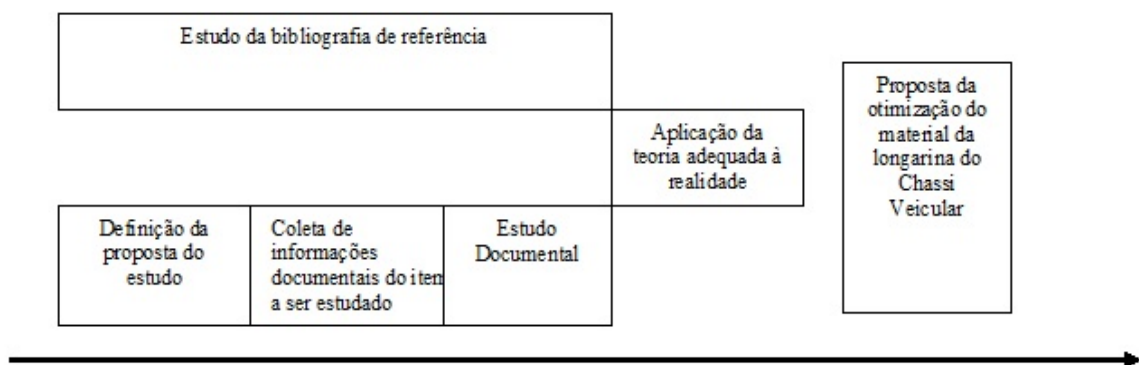 Estudo da bibliografia de referência
Aplicação da
teoria adequada à
realidade
Proposta da
otimização do
material da
longarina do
Chassi
Veicular
Definição da
proposta do
estudo
Coleta de
informações
documentais do item
a ser estudado
Estudo
Documental